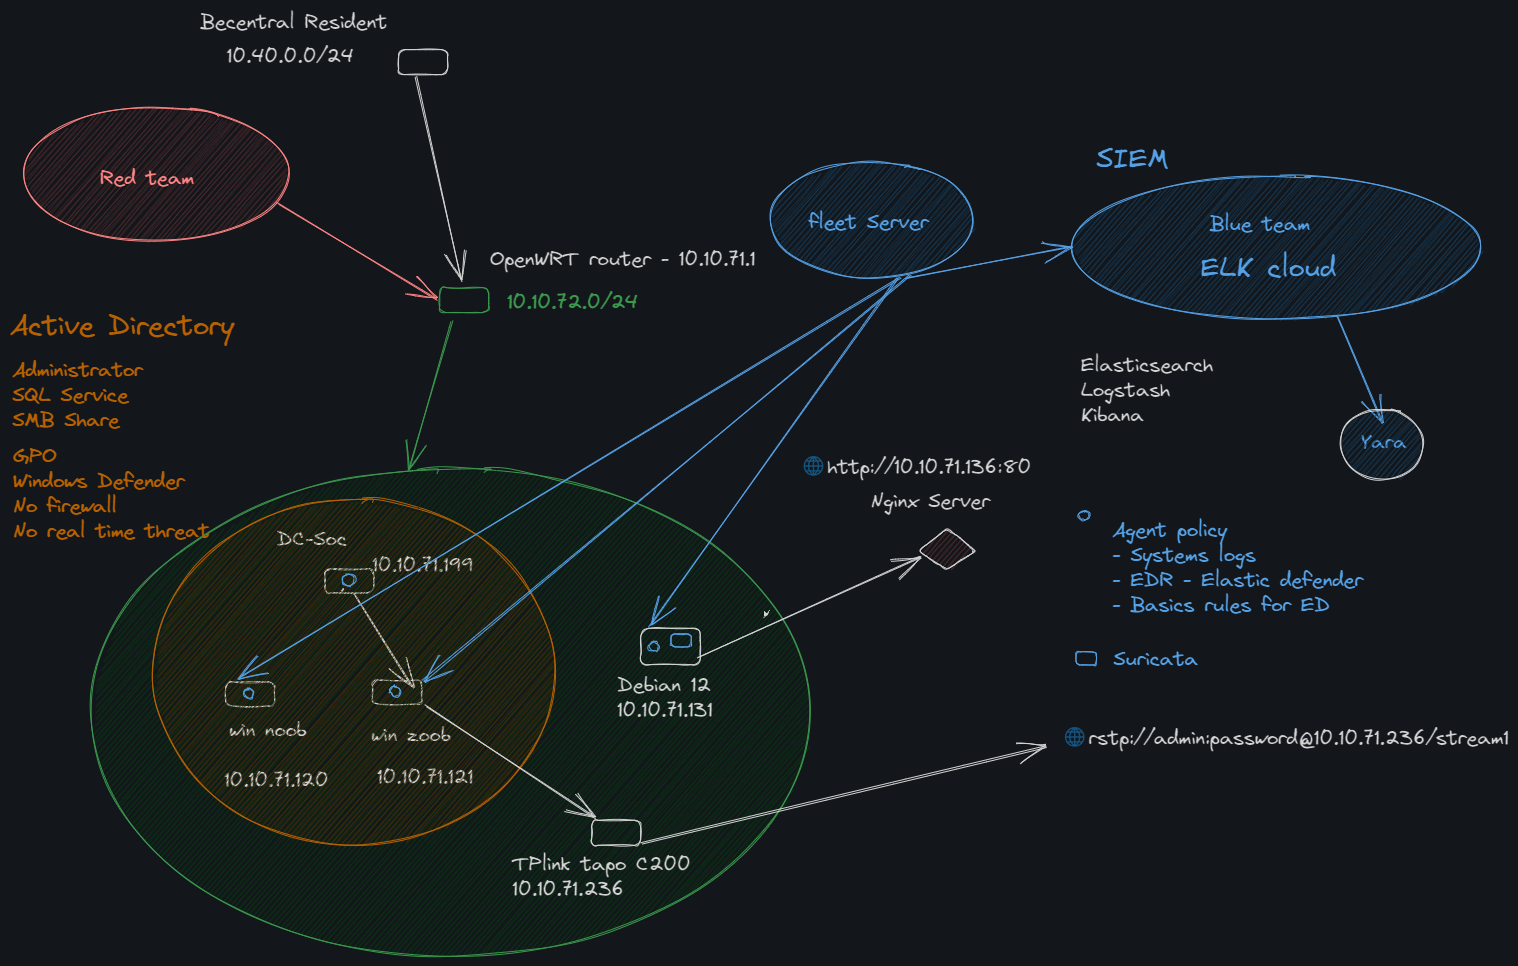 Becentral Resident
10.40.0.0/24
Red team
OpenWRT router - 10.10.71.1
10.10.72.0/24
fleet Server
SIEM
Blue team
ELK cloud
Elasticsearch
Logstash
Kibana
Yara
Active Directory
Administrator
SQL Service
SMB Share
GPO
Windows Defender
No firewall
No real time threat
http://10.10.71.136:80
Nginx Server
DC-Soc
10.10.71.199
win noob
10.10.71.120
win zoob
10.10.71.121
Debian 12
10.10.71.131
TPlink tapo C200
10.10.71.236
Agent policy
- Systems logs
- EDR - Elastic defender
- Basics rules for ED
Suricata
rstp://admin:password@10.10.71.236/stream1